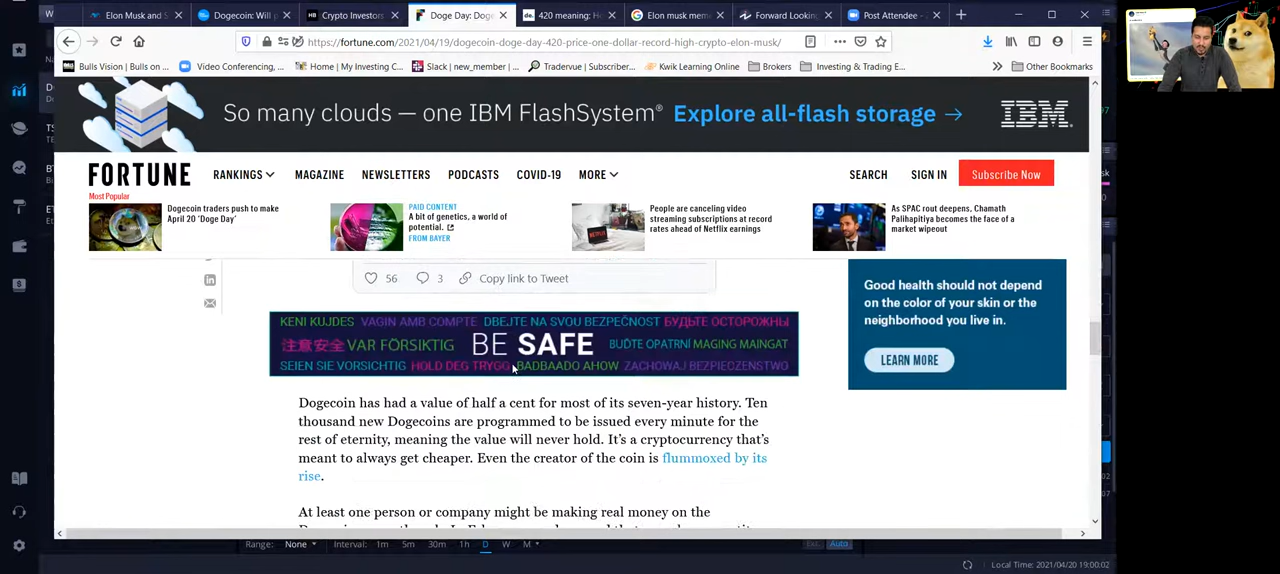 Elon Musk and S
Dogecoin: Will
Crypto Investors
Doge Day: Doge
420 meaning: H
Elon musk mem
Forward Looking
Post Attendee -
https://fortune.com/2021/04/19/dogecoin-doge-day-420-price-one-dollar-record-high-crypto-elon-musk/
Bulls Vision | Bulls on ...
Video Conferencing, ...
Home | My Investing C...
Slack | new_member | ...
Tradervue | Subscriber...
Kwik Learning Online
Brokers
Investing & Trading E...
Other Bookmarks
So many clouds — one IBM FlashSystem® Explore all-flash storage →
IBM
FORTUNE
RANKINGS
MAGAZINE
NEWSLETTERS
PODCASTS
COVID-19
MORE
SEARCH
SIGN IN
Subscribe Now
Most Popular
Dogecoin traders push to make
April 20 'Doge Day'
PAID CONTENT
A bit of genetics, a world of
potential.
FROM BAYER
People are canceling video
streaming subscriptions at record
rates ahead of Netflix earnings
As SPAC rout deepens, Chamath
Palihapitiya becomes the face of a
market wipeout
56
3
Copy link to Tweet
KENI KUJDES VAGIN AMB COMPTE DBEJTE NA SVOU BEZPEČNOST БУДЬТЕ ОСТОРОЖНЫ
注意安全 VAR FÖRSIKTIG BE SAFE BUĎTE OPATRNÍ MAGING MAINGAT
SEIEN SIE VORSICHTIG HOLD DEG TRYGG BADBAADO AHOW ZACHOWAJ BEZPIECZENSTWO
Good health should not depend
on the color of your skin or the
neighborhood you live in.
LEARN MORE
Dogecoin has had a value of half a cent for most of its seven-year history. Ten
thousand new Dogecoins are programmed to be issued every minute for the
rest of eternity, meaning the value will never hold. It's a cryptocurrency that's
meant to always get cheaper. Even the creator of the coin is flummoxed by its
rise.
At least one person or company might be making real money on the
Range: None
Interval: 1m 5m 30m 1h D W M
Auto
Local Time: 2021/04/20 19:00:02